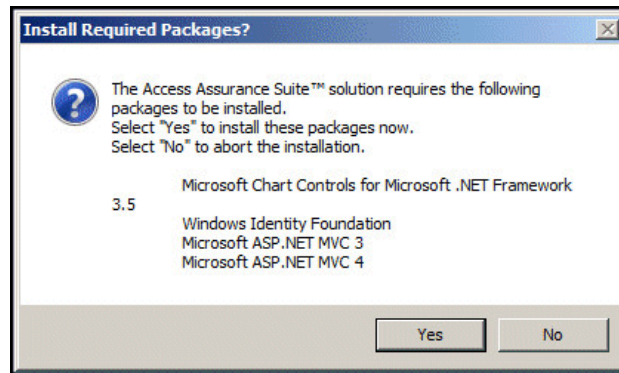 Install Required Packages?
The Access Assurance Suite™ solution requires the following
packages to be installed.
Select "Yes" to install these packages now.
Select "No" to abort the installation.
Microsoft Chart Controls for Microsoft .NET Framework
3.5
Windows Identity Foundation
Microsoft ASP.NET MVC 3
Microsoft ASP.NET MVC 4
Yes No